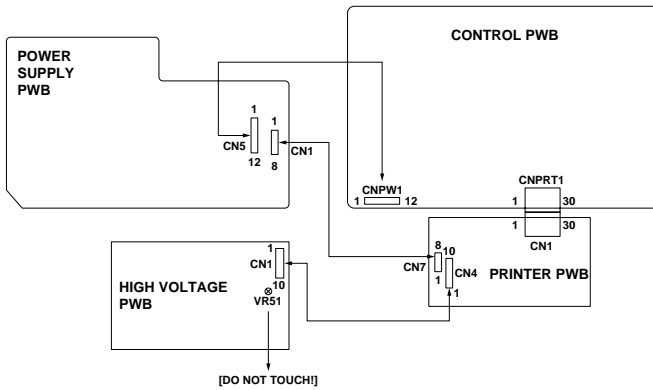 POWER
SUPPLY
PWB
1
1
CN5
CN1
12
8
CONTROL PWB
CNPW1
1
12
CNPRT1
1
30
1
30
CN1
8
10
CN7
CN4
1
1
PRINTER PWB
HIGH VOLTAGE
PWB
1
CN1
10
VR51
[DO NOT TOUCH!]